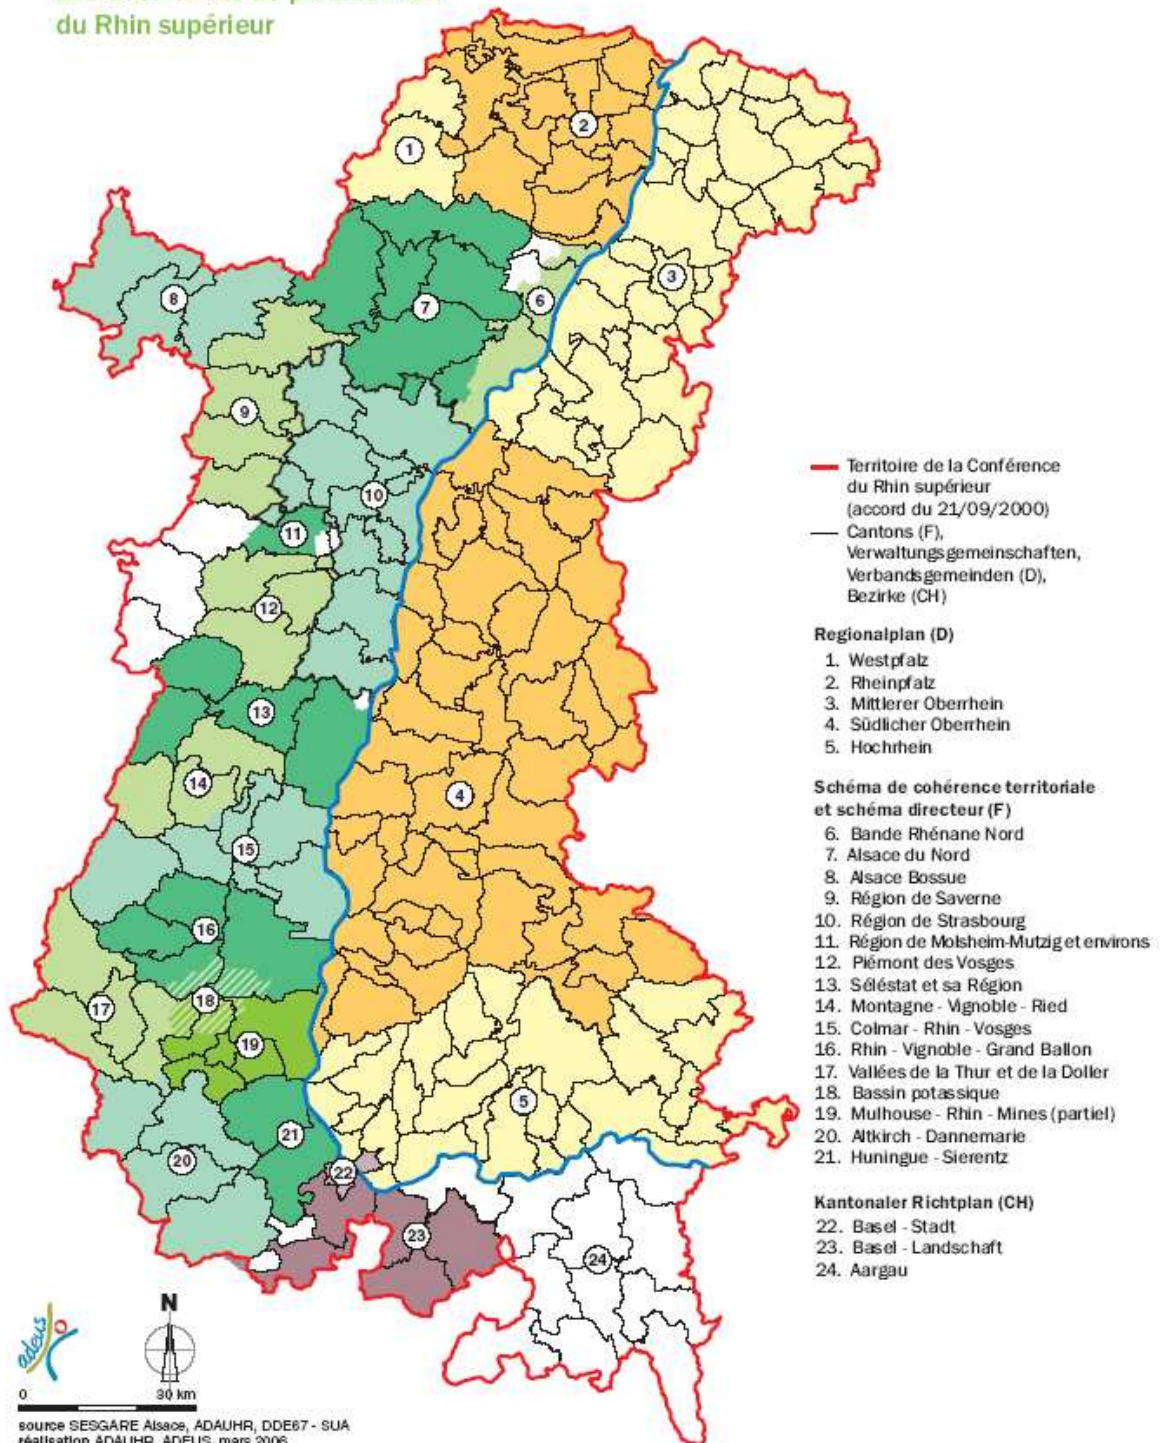 du Rhin supérieur
1
2
3
7
6
8
9
10
11
12
13
14
4
15
16
18
17
19
5
21
20
22
23
24
Territoire de la Conférence
du Rhin supérieur
(accord du 21/09/2000)
Cantons (F),
Verwaltungsgemeinschaften,
Verbandsgemeinden (D),
Bezirke (CH)
Regionalplan (D)
1. Westpfalz
2. Rheinpfalz
3. Mittlerer Oberrhein
4. Südlicher Oberrhein
5. Hochrhein
Schéma de cohérence territoriale
et schéma directeur (F)
6. Bande Rhénane Nord
7. Alsace du Nord
8. Alsace Bossue
9. Région de Saverne
10. Région de Strasbourg
11. Région de Molsheim-Mutzig et environs
12. Piémont des Vosges
13. Séléstat et sa Région
14. Montagne - Vignoble - Ried
15. Colmar - Rhin - Vosges
16. Rhin - Vignoble - Grand Ballon
17. Vallées de la Thur et de la Doller
18. Bassin potassique
19. Mulhouse - Rhin - Mines (partiel)
20. Altkirch - Dannemarie
21. Huningue - Sierentz
Kantonaler Richtplan (CH)
22. Basel - Stadt
23. Basel - Landschaft
24. Aargau
adeus
N
0 30 km
source SESGARE Alsace, ADAUHR, DDE67 - SUA
réalisation ADAUHR, ADEUS, mars 2006